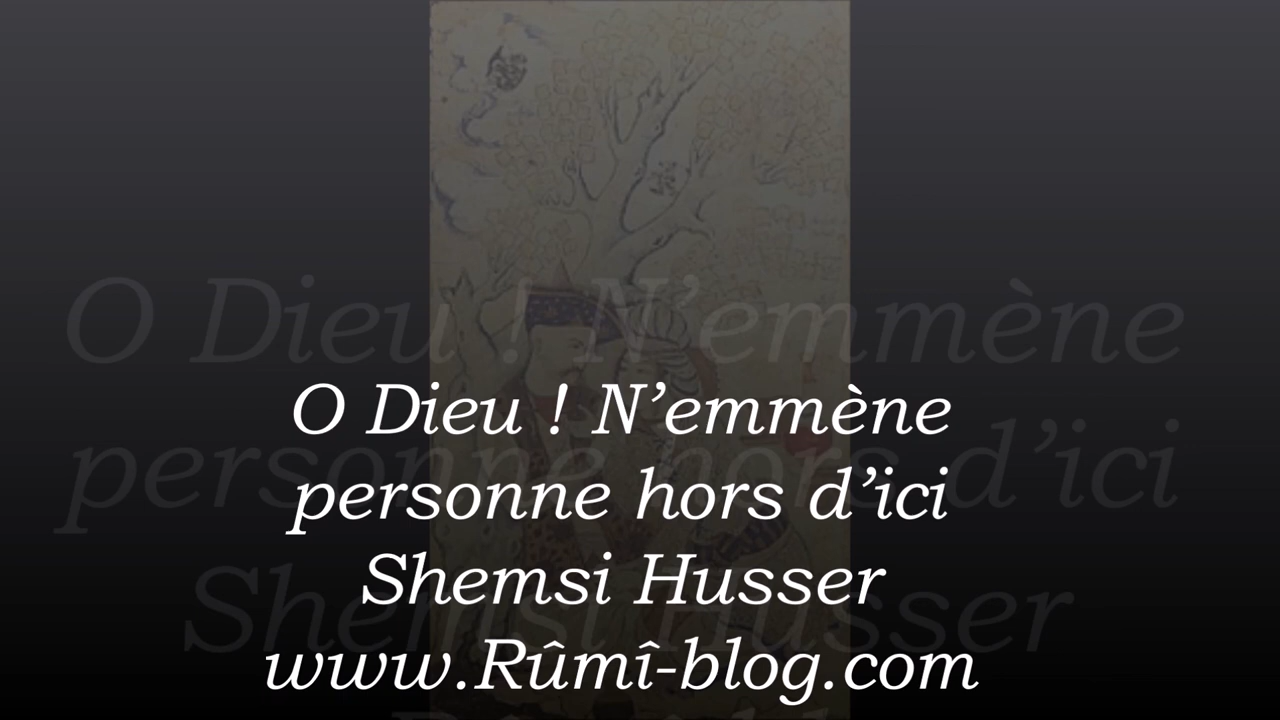 O Dieu ! N’emmène
personne hors d’ici
Shemsi Husser
www.Rûmî-blog.com